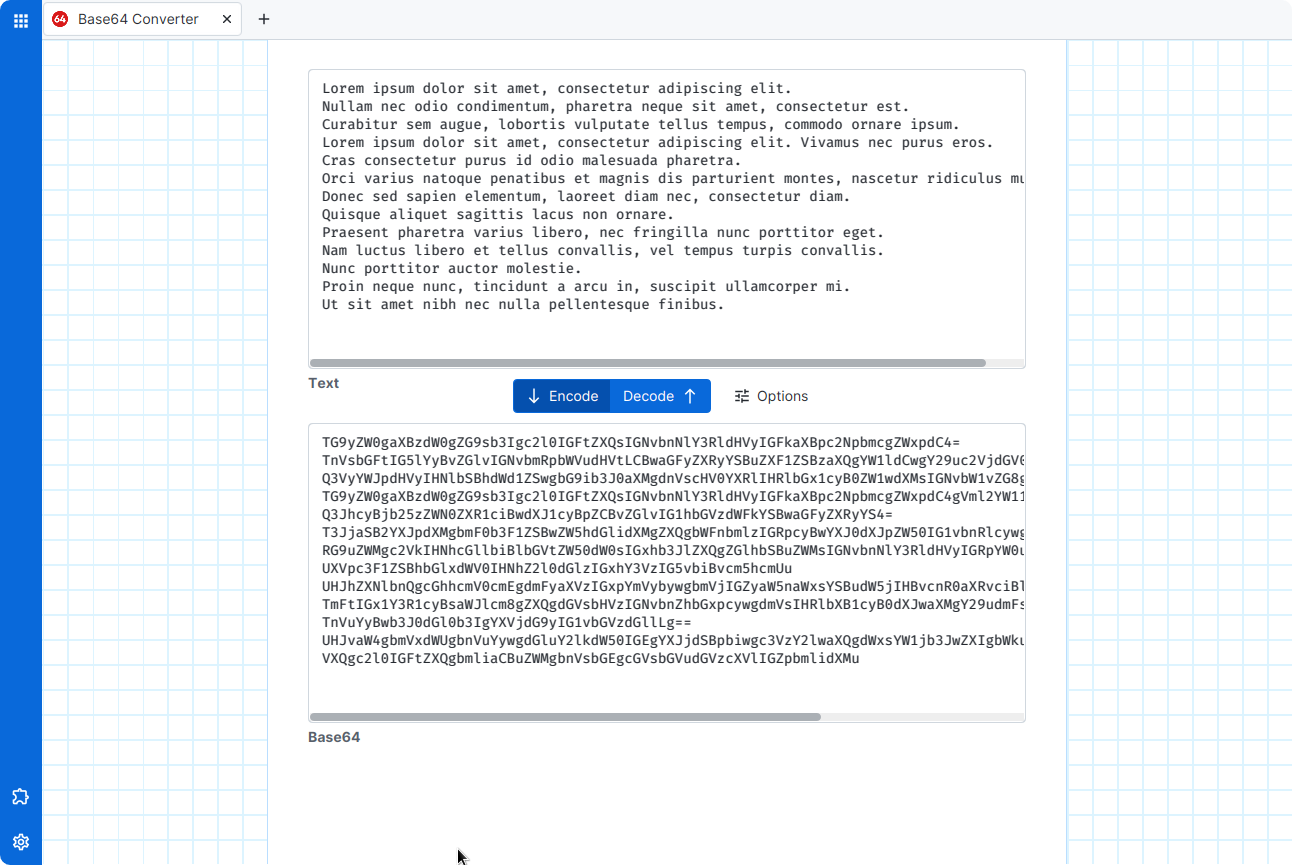 64 Base64 Converter
Lorem ipsum dolor sit amet, consectetur adipiscing elit.
Nullam nec odio condimentum, pharetra neque sit amet, consectetur est.
Curabitur sem augue, lobortis vulputate tellus tempus, commodo ornare ipsum.
Lorem ipsum dolor sit amet, consectetur adipiscing elit. Vivamus nec purus eros.
Cras consectetur purus id odio malesuada pharetra.
Orci varius natoque penatibus et magnis dis parturient montes, nascetur ridiculus mu
Donec sed sapien elementum, laoreet diam nec, consectetur diam.
Quisque aliquet sagittis lacus non ornare.
Praesent pharetra varius libero, nec fringilla nunc porttitor eget.
Nam luctus libero et tellus convallis, vel tempus turpis convallis.
Nunc porttitor auctor molestie.
Proin neque nunc, tincidunt a arcu in, suscipit ullamcorper mi.
Ut sit amet nibh nec nulla pellentesque finibus.
Text
Encode Decode Options
TG9yZW0gaXBzdW0gZG9sb3Igc2l0IGFtZXQsIGNvbnNlY3RldHVyIGFkaXBpc2NpbmcgZWxpdC4=
TnVsbGFtIG5lYyBvZGlvIGNvbmRpbWVudHVtLCBwaGFyZXRyYSBuZXF1ZSBzaXQgYW1ldCwgY29uc2VjdGV0
Q3VyYWJpdHVyIHNlbSBhdWd1ZSwgbG9ib3J0aXMgdnVscHV0YXRlIHRlbGx1cyB0ZW1wdXMsIGNvbW1vZG8g
TG9yZW0gaXBzdW0gZG9sb3Igc2l0IGFtZXQsIGNvbnNlY3RldHVyIGFkaXBpc2NpbmcgZWxpdC4gVml2YW11
Q3JhcyBjb25zZWN0ZXR1ciBwdXJ1cyBpZCBvZGlvIG1hbGVzdWFkYSBwaGFyZXRyYS4=
T3JjaSB2YXJpdXMgbmF0b3F1ZSBwZW5hdGlidXMgZXQgbWFnbmlzIGRpcyBwYXJ0dXJpZW50IG1vbnRlcywg
RG9uZWMgc2VkIHNhcGllbiBlbGVtZW50dW0sIGxhb3JlZXQgZGlhbSBuZWMsIGNvbnNlY3RldHVyIGRpYW0u
UXVpc3F1ZSBhbGlxdWV0IHNhZ2l0dGlzIGxhY3VzIG5vbiBvcm5hcmUu
UHJhZXNlbnQgcGhhcmV0cmEgdmFyaXVzIGxpYmVybywgbmVjIGZyaW5naWxsYSBudW5jIHBvcnR0aXRvciBl
TmFtIGx1Y3R1cyBsaWJlcm8gZXQgdGVsbHVzIGNvbnZhbGxpcywgdmVsIHRlbXB1cyB0dXJwaXMgY29udmFs
TnVuYyBwb3J0dGl0b3IgYXVjdG9yIG1vbGVzdGllLg==
UHJvaW4gbmVxdWUgbnVuYywgdGluY2lkdW50IGEgYXJjdSBpbiwgc3VzY2lwaXQgdWxsYW1jb3JwZXIgbWku
VXQgc2l0IGFtZXQgbmliaCBuZWMgbnVsbGEgcGVsbGVudGVzcXVlIGZpbmlidXMu
Base64